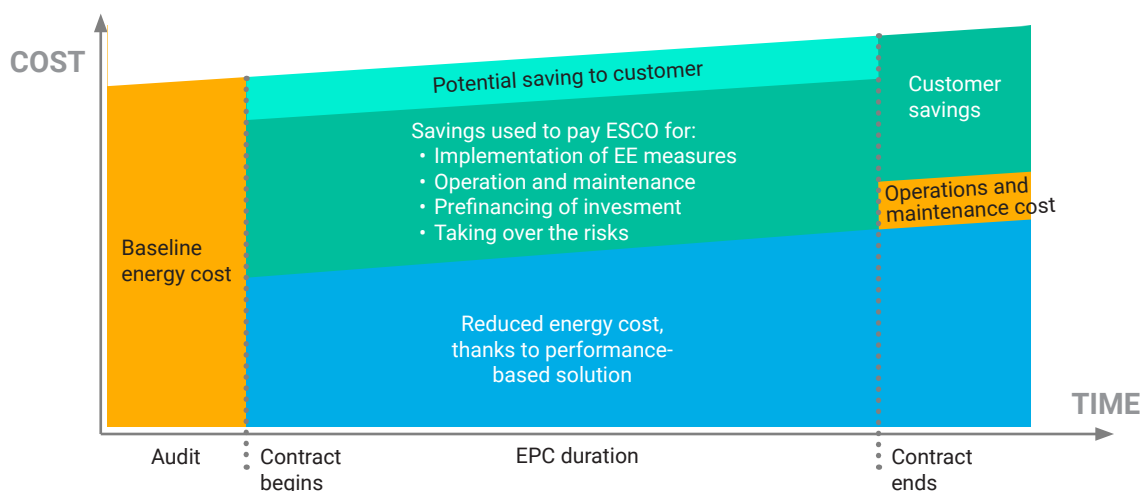 COST
Potential saving to customer
Customer
savings
Savings used to pay ESCO for:
• Implementation of EE measures
• Operation and maintenance
• Prefinancing of invesment
• Taking over the risks
Operations and
maintenance cost
Baseline
energy cost
Reduced energy cost,
thanks to performance-
based solution
TIME
Audit
Contract
begins
EPC duration
Contract
ends